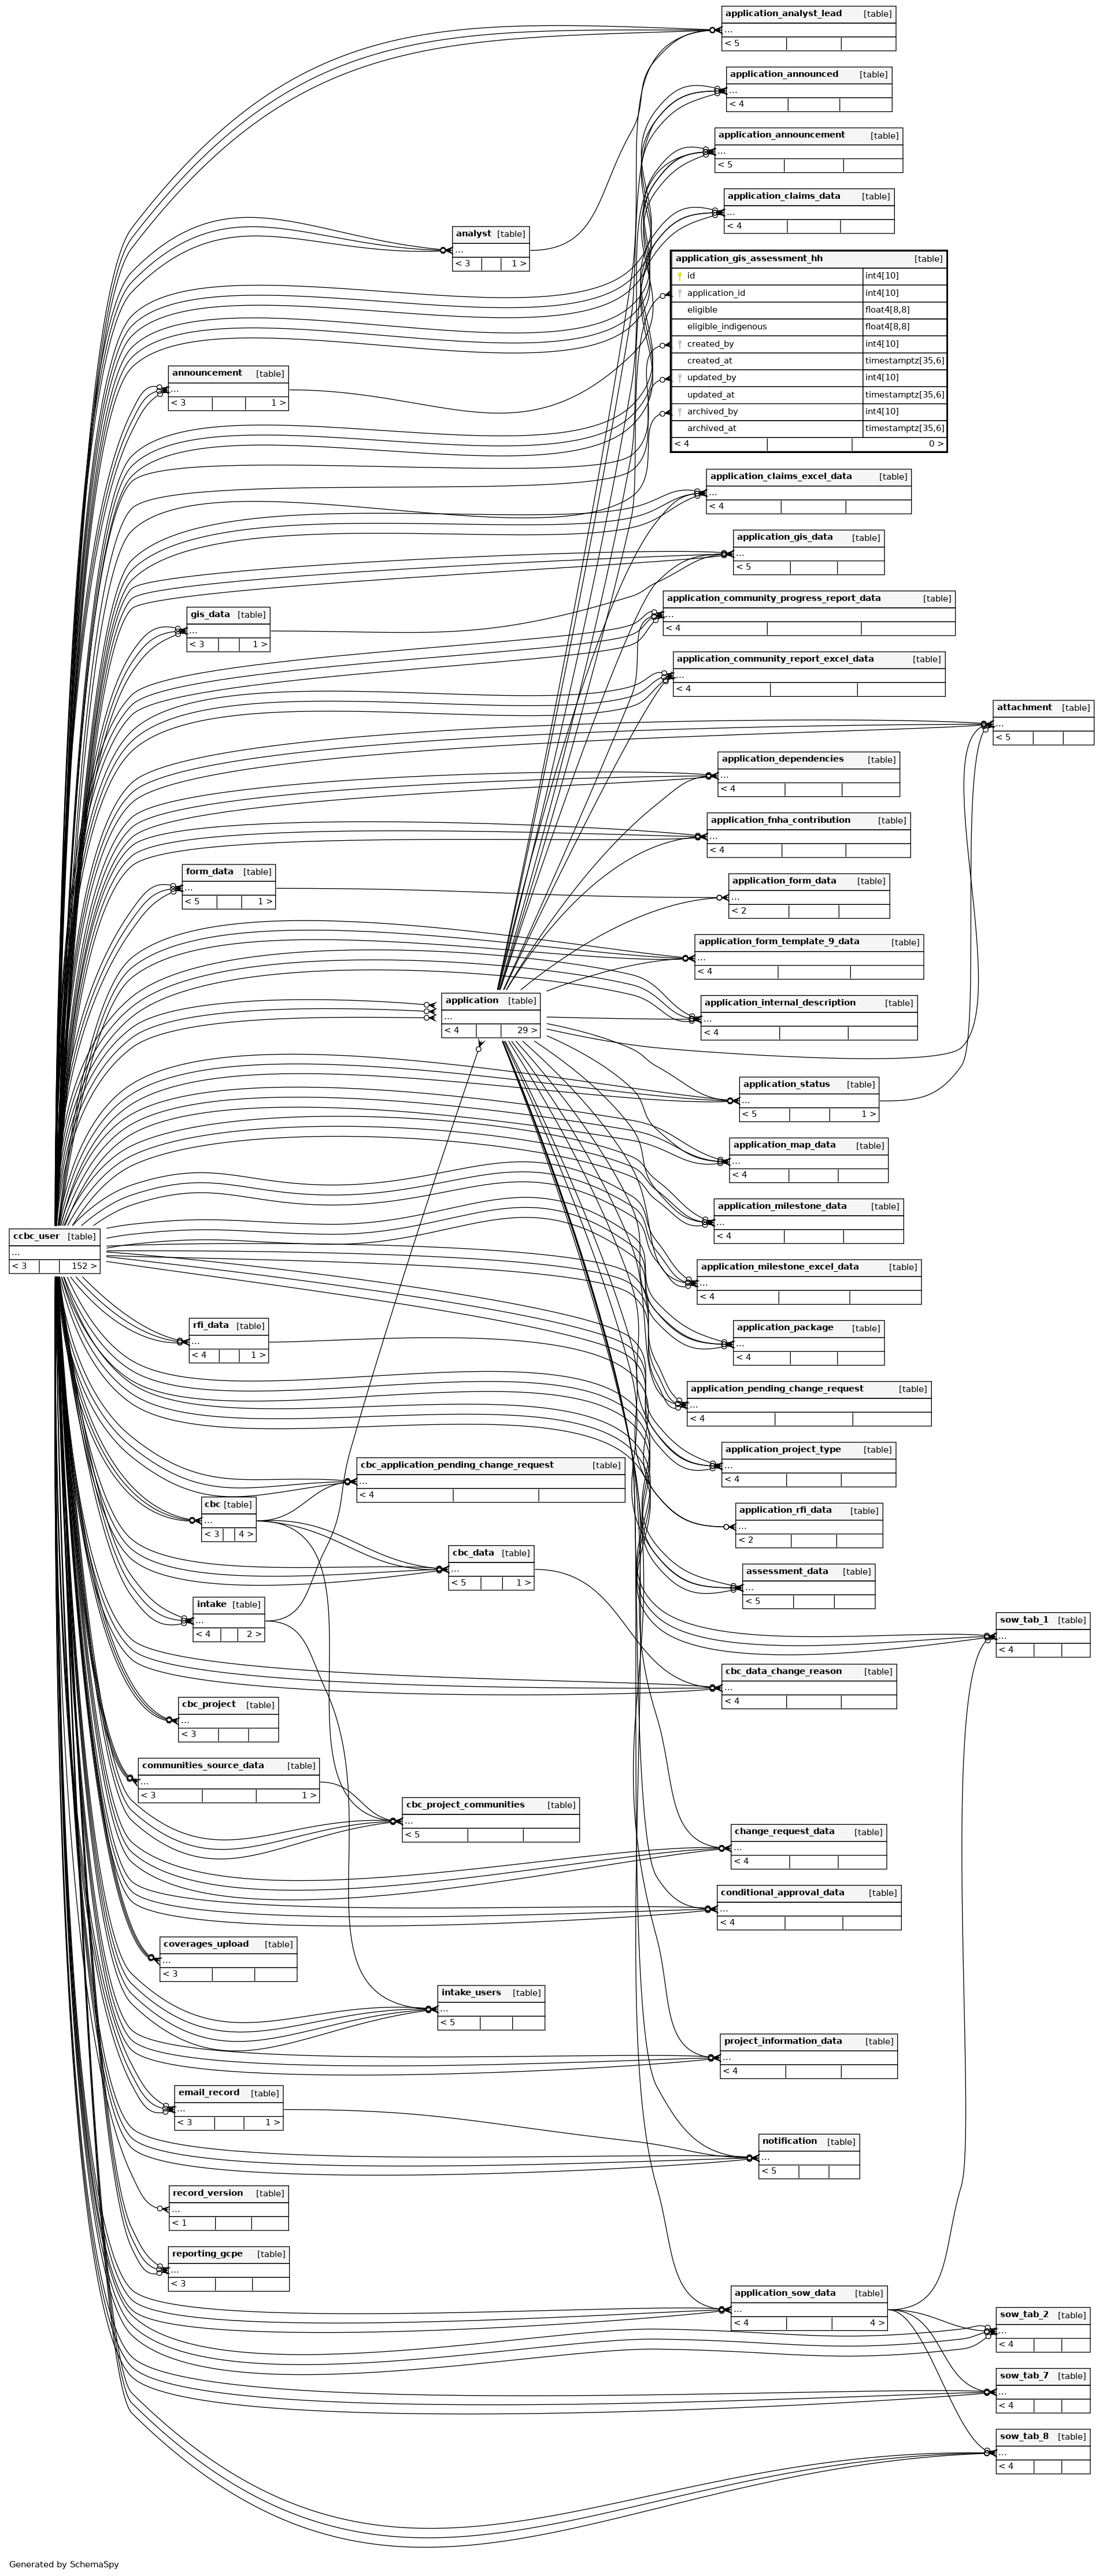 application_analyst_lead [table]
...
< 5
application_announced [table]
...
< 4
application_announcement [table]
...
< 5
application_claims_data [table]
...
< 4
analyst [table]
...
< 3 1 >
application_gis_assessment_hh [table]
id int4[10]
application_id int4[10]
eligible float4[8,8]
eligible_indigenous float4[8,8]
created_by int4[10]
created_at timestamptz[35,6]
updated_by int4[10]
updated_at timestamptz[35,6]
archived_by int4[10]
archived_at timestamptz[35,6]
< 4 0 >
announcement [table]
...
< 3 1 >
application_claims_excel_data [table]
...
< 4
application_gis_data [table]
...
< 5
application_community_progress_report_data [table]
...
< 4
gis_data [table]
...
< 3 1 >
application_community_report_excel_data [table]
...
< 4
attachment [table]
...
< 5
application_dependencies [table]
...
< 4
application_fnha_contribution [table]
...
< 4
form_data [table]
...
< 5 1 >
application_form_data [table]
...
< 2
application_form_template_9_data [table]
...
< 4
application [table]
...
< 4 29 >
application_internal_description [table]
...
< 4
application_status [table]
...
< 5 1 >
application_map_data [table]
...
< 4
application_milestone_data [table]
...
< 4
ccbc_user [table]
...
< 3 152 >
application_milestone_excel_data [table]
...
< 4
rfi_data [table]
...
< 4 1 >
application_package [table]
...
< 4
application_pending_change_request [table]
...
< 4
application_project_type [table]
...
< 4
cbc_application_pending_change_request [table]
...
< 4
cbc [table]
...
< 3 4 >
application_rfi_data [table]
...
< 2
cbc_data [table]
...
< 5 1 >
assessment_data [table]
...
< 5
intake [table]
...
< 4 2 >
sow_tab_1 [table]
...
< 4
cbc_data_change_reason [table]
...
< 4
cbc_project [table]
...
< 3
communities_source_data [table]
...
< 3 1 >
cbc_project_communities [table]
...
< 5
change_request_data [table]
...
< 4
conditional_approval_data [table]
...
< 4
coverages_upload [table]
...
< 3
intake_users [table]
...
< 5
project_information_data [table]
...
< 4
email_record [table]
...
< 3 1 >
notification [table]
...
< 5
record_version [table]
...
< 1
reporting_gcpe [table]
...
< 3
application_sow_data [table]
...
< 4 4 >
sow_tab_2 [table]
...
< 4
sow_tab_7 [table]
...
< 4
sow_tab_8 [table]
...
< 4
Generated by SchemaSpy